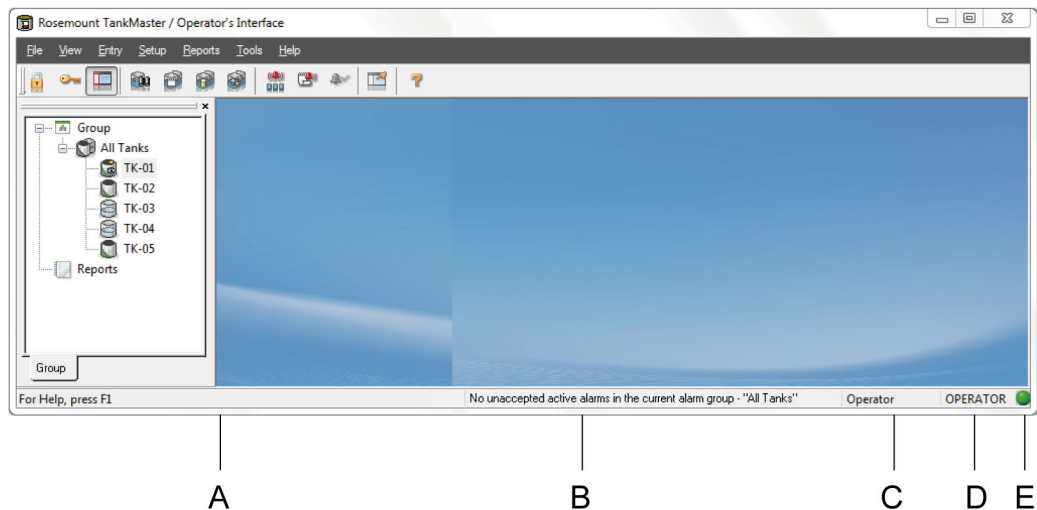 Rosemount TankMaster / Operator's Interface
File View Entry Setup Reports Tools Help
Group
All Tanks
TK-01
TK-02
TK-03
TK-04
TK-05
Reports
Group
For Help, press F1 No unaccepted active alarms in the current alarm group - "All Tanks" Operator OPERATOR
A B C D E